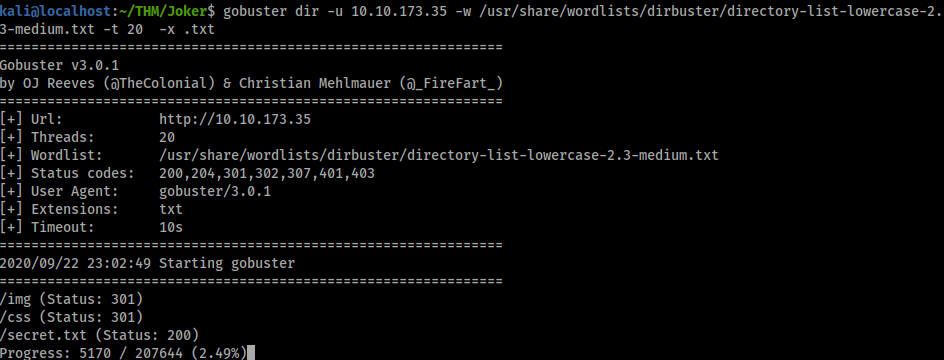 kali@localhost:~/THM/Joker$ gobuster dir -u 10.10.173.35 -w /usr/share/wordlists/dirbuster/directory-list-lowercase-2.
3-medium.txt -t 20  -x .txt
===============================================================
Gobuster v3.0.1
by OJ Reeves (@TheColonial) & Christian Mehlmauer (@_FireFart_)
===============================================================
[+] Url:            http://10.10.173.35
[+] Threads:        20
[+] Wordlist:       /usr/share/wordlists/dirbuster/directory-list-lowercase-2.3-medium.txt
[+] Status codes:   200,204,301,302,307,401,403
[+] User Agent:     gobuster/3.0.1
[+] Extensions:     txt
[+] Timeout:        10s
===============================================================
2020/09/22 23:02:49 Starting gobuster
===============================================================
/img (Status: 301)
/css (Status: 301)
/secret.txt (Status: 200)
Progress: 5170 / 207644 (2.49%)